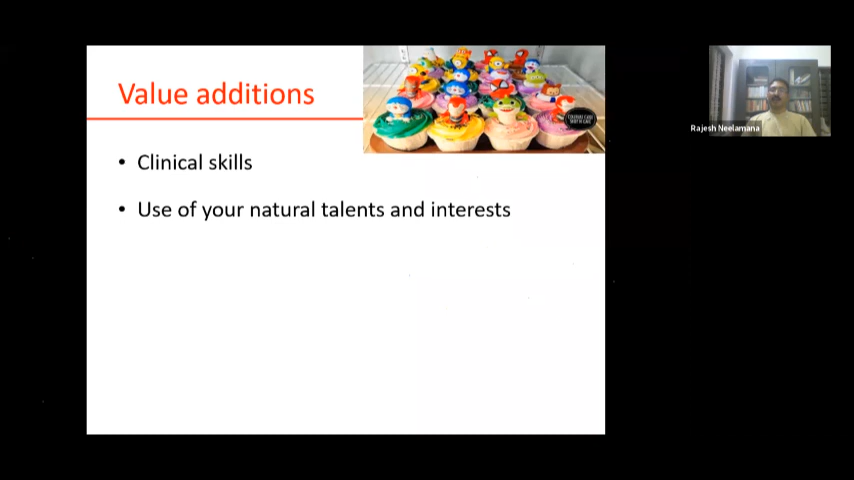 Value additions
• Clinical skills
• Use of your natural talents and interests
Rajesh Neelamana